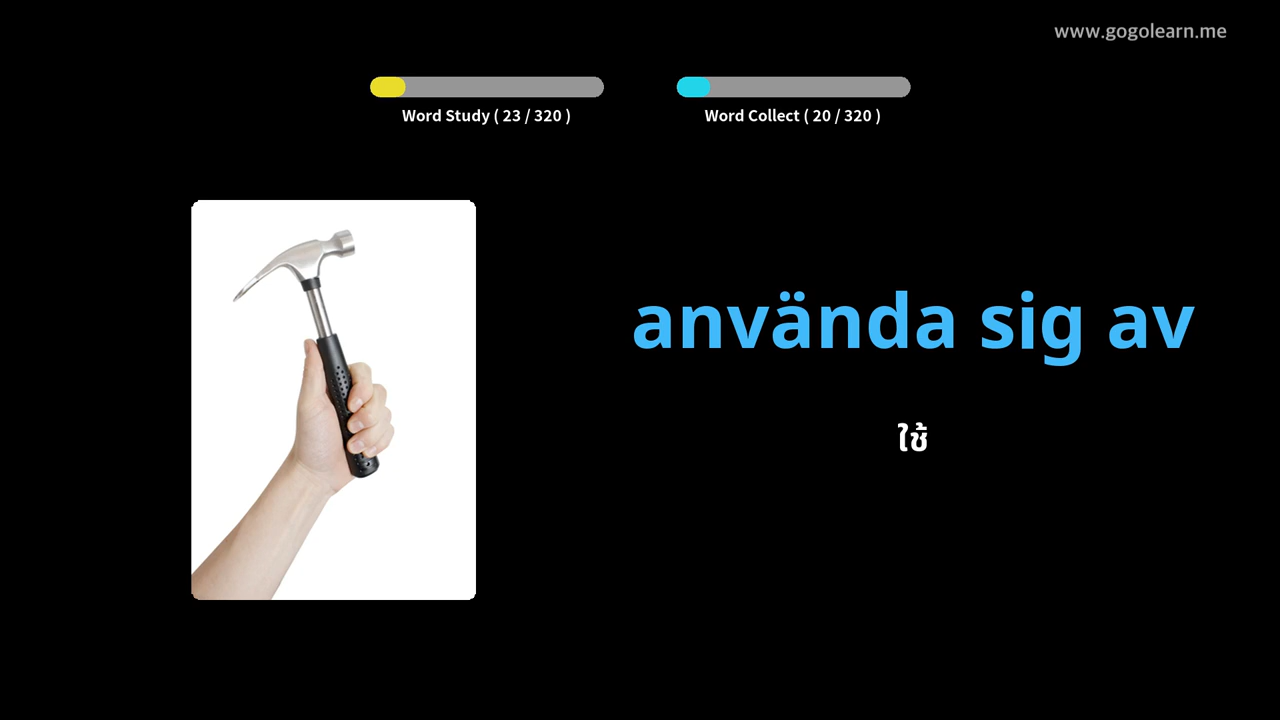 www.gogolearn.me
Word Study ( 23 / 320 )
Word Collect ( 20 / 320 )
använda sig av
ใช้